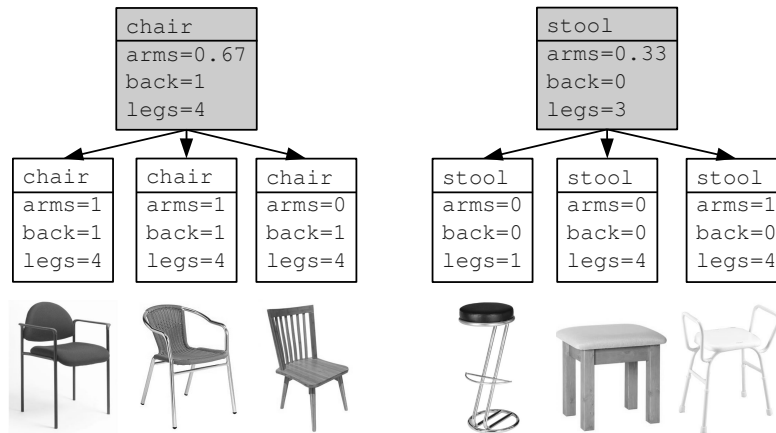 chair
arms=0.67
back=1
legs=4
stool
arms=0.33
back=0
legs=3
chair
arms=1
back=1
legs=4
chair
arms=1
back=1
legs=4
chair
arms=0
back=1
legs=4
stool
arms=0
back=0
legs=1
stool
arms=0
back=0
legs=4
stool
arms=1
back=0
legs=4